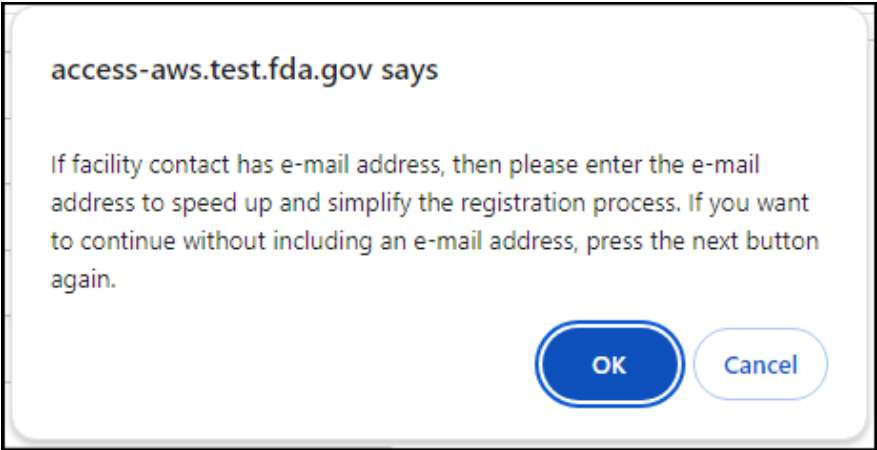 access-aws.test.fda.gov says
If facility contact has e-mail address, then please enter the e-mail
address to speed up and simplify the registration process. If you want
to continue without including an e-mail address, press the next button
again.
OK
Cancel